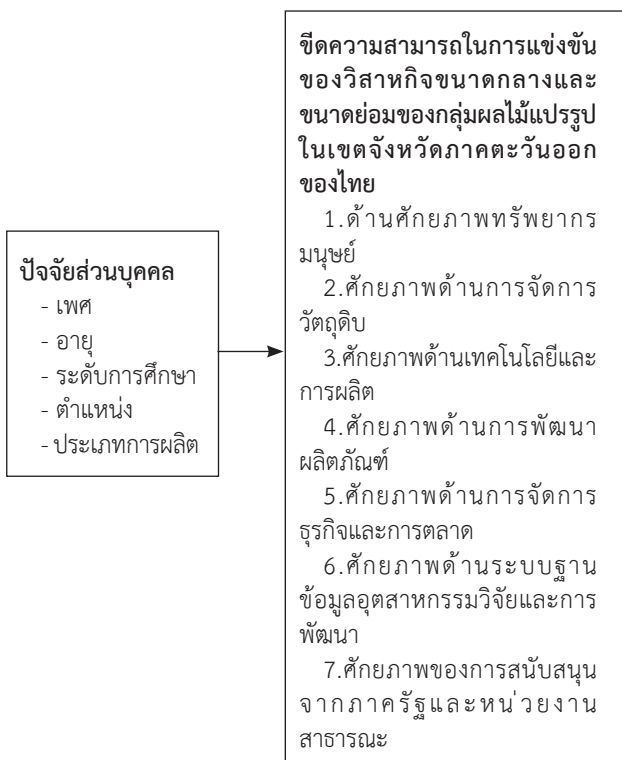 ปัจจัยส่วนบุคคล
- เพศ
- อายุ
- ระดับการศึกษา
- ตำแหน่ง
- ประเภทการผลิต
ขีดความสามารถในการแข่งขัน
ของวิสาหกิจขนาดกลางและ
ขนาดย่อมของกลุ่มผลไม้แปรรูป
ในเขตจังหวัดภาคตะวันออก
ของไทย
1.ด้านศักยภาพทรัพยากร
มนุษย์
2.ศักยภาพด้านการจัดการ
วัตถุดิบ
3.ศักยภาพด้านเทคโนโลยีและ
การผลิต
4.ศักยภาพด้านการพัฒนา
ผลิตภัณฑ์
5.ศักยภาพด้านการจัดการ
ธุรกิจและการตลาด
6.ศักยภาพด้านระบบฐาน
ข้อมูลอุตสาหกรรมวิจัยและการ
พัฒนา
7.ศักยภาพของการสนับสนุน
จากภาครัฐและหน่วยงาน
สาธารณะ